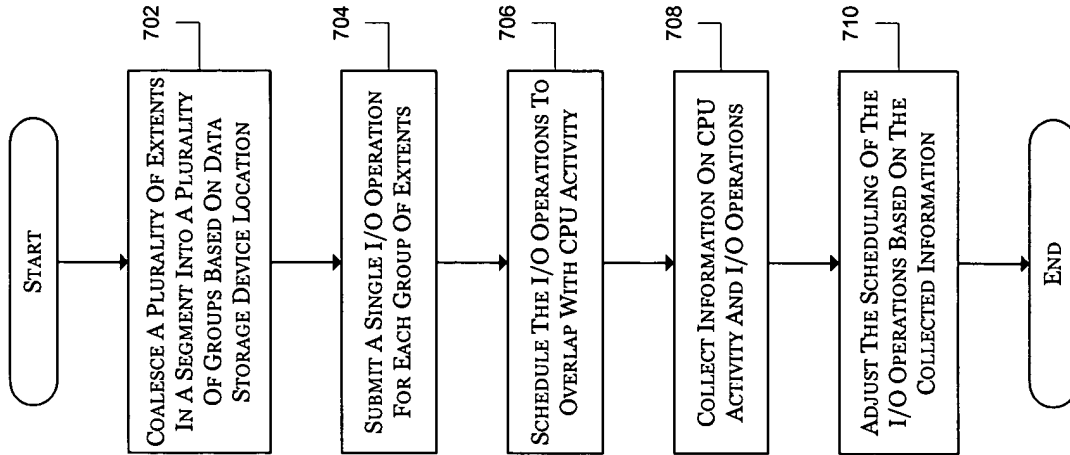 START
COALESCE A PLURALITY OF EXTENTS
IN A SEGMENT INTO A PLURALITY
OF GROUPS BASED ON DATA
STORAGE DEVICE LOCATION
702
SUBMIT A SINGLE I/O OPERATION
FOR EACH GROUP OF EXTENTS
704
SCHEDULE THE I/O OPERATIONS TO
OVERLAP WITH CPU ACTIVITY
706
COLLECT INFORMATION ON CPU
ACTIVITY AND I/O OPERATIONS
708
ADJUST THE SCHEDULING OF THE
I/O OPERATIONS BASED ON THE
COLLECTED INFORMATION
710
END